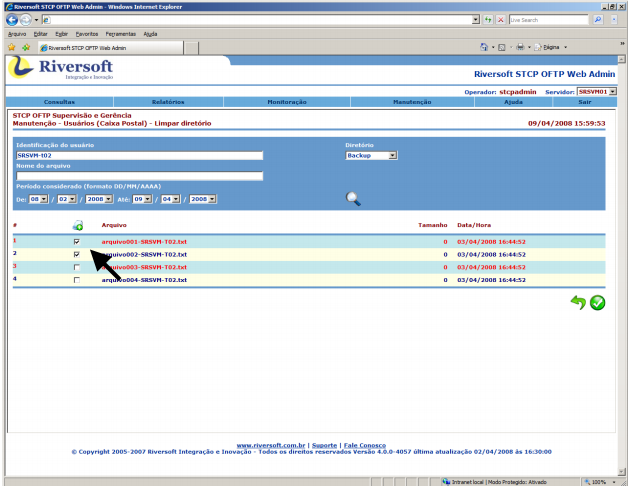 Riversoft STCP OFTP Web Admin - Windows Internet Explorer
Live Search
Arquivo Editar Exibir Favoritos Ferramentas Ajuda
Riversoft STCP OFTP Web Admin
Página
Riversoft
Integração e Inovação
Riversoft STCP OFTP Web Admin
Operador: stcpadmin Servidor: SRSVM01
Consultas Relatórios Monitoração Manutenção Ajuda Sair
STCP OFTP Supervisão e Gerência
Manutenção - Usuários (Caixa Postal) - Limpar diretório 09/04/2008 15:59:53
Identificação do usuário Diretório
SRSVM-t02 Backup
Nome do arquivo
Período considerado (formato DD/MM/AAAA)
De: 08 / 02 / 2008 Até: 09 / 04 / 2008
# Arquivo Tamanho Data/Hora
1 arquivo001-SRSVM-T02.txt 0 03/04/2008 16:44:52
2 arquivo002-SRSVM-T02.txt 0 03/04/2008 16:44:52
3 arquivo003-SRSVM-T02.txt 0 03/04/2008 16:44:52
4 arquivo004-SRSVM-T02.txt 0 03/04/2008 16:44:52
www.riversoft.com.br | Suporte | Fale Conosco
© Copyright 2005-2007 Riversoft Integração e Inovação - Todos os direitos reservados Versão 4.0.0-4057 última atualização 02/04/2008 às 16:30:00
Intranet local | Modo Protegido: Ativado 100%